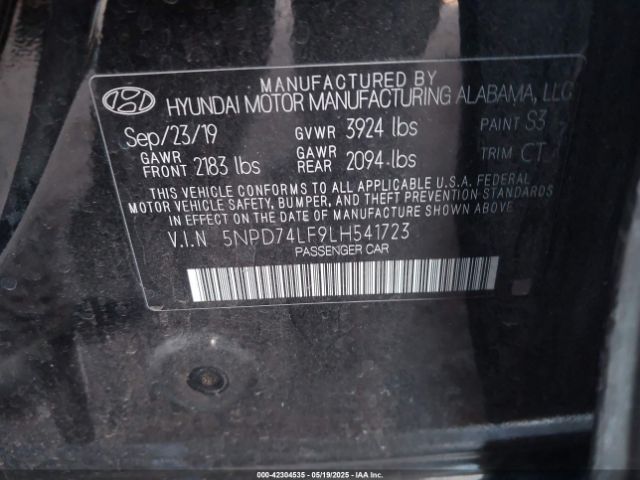 MANUFACTURED BY
HYUNDAI MOTOR MANUFACTURING ALABAMA, LLC
Sep/23/19 GVWR 3924 lbs PAINT S3
GAWR FRONT 2183 lbs GAWR REAR 2094 lbs TRIM CT
THIS VEHICLE CONFORMS TO ALL APPLICABLE U.S.A. FEDERAL
MOTOR VEHICLE SAFETY, BUMPER, AND THEFT PREVENTION STANDARDS
IN EFFECT ON THE DATE OF MANUFACTURE SHOWN ABOVE.
V.I.N 5NPD74LF9LH541723
PASSENGER CAR
000-42304535 - 05/19/2025 - IAA Inc.